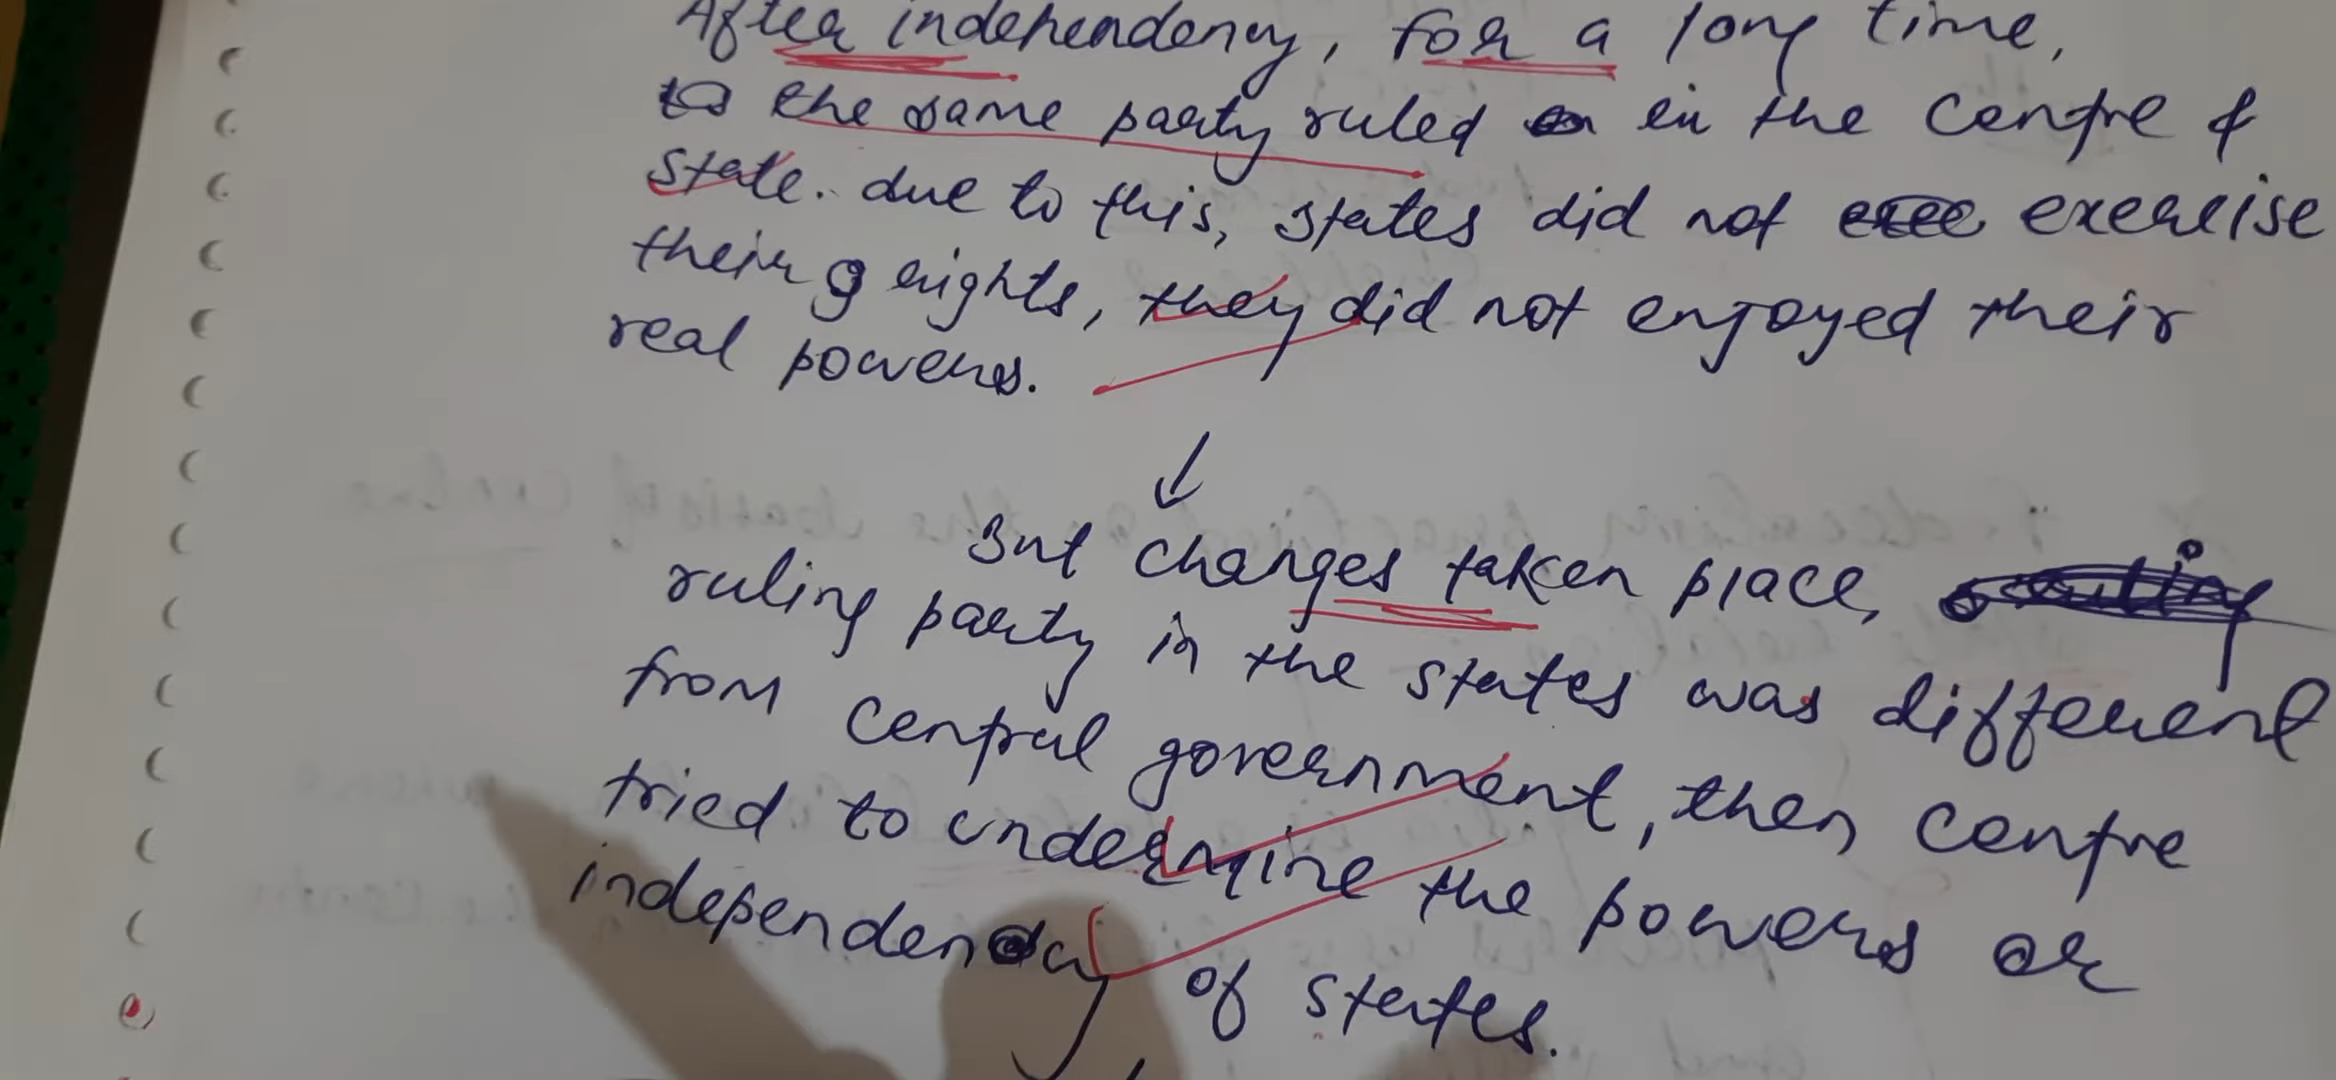 After independency, for a long time,
the same party ruled in the Centre &
state. due to this, states did not exercise
their rights, they did not enjoyed their
real powers.
↓
But changes taken place,
ruling party in the states was different
from central government, then centre
tried to undermine the powers or
independency of states.